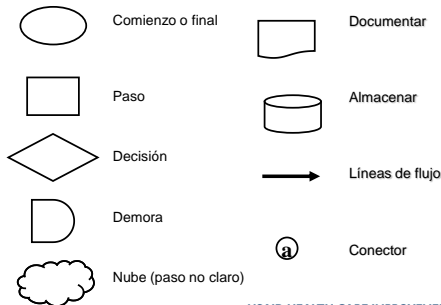 Comienzo o final
Documentar
Paso
Almacenar
Decisión
Líneas de flujo
Demora
a
Conector
Nube (paso no claro)